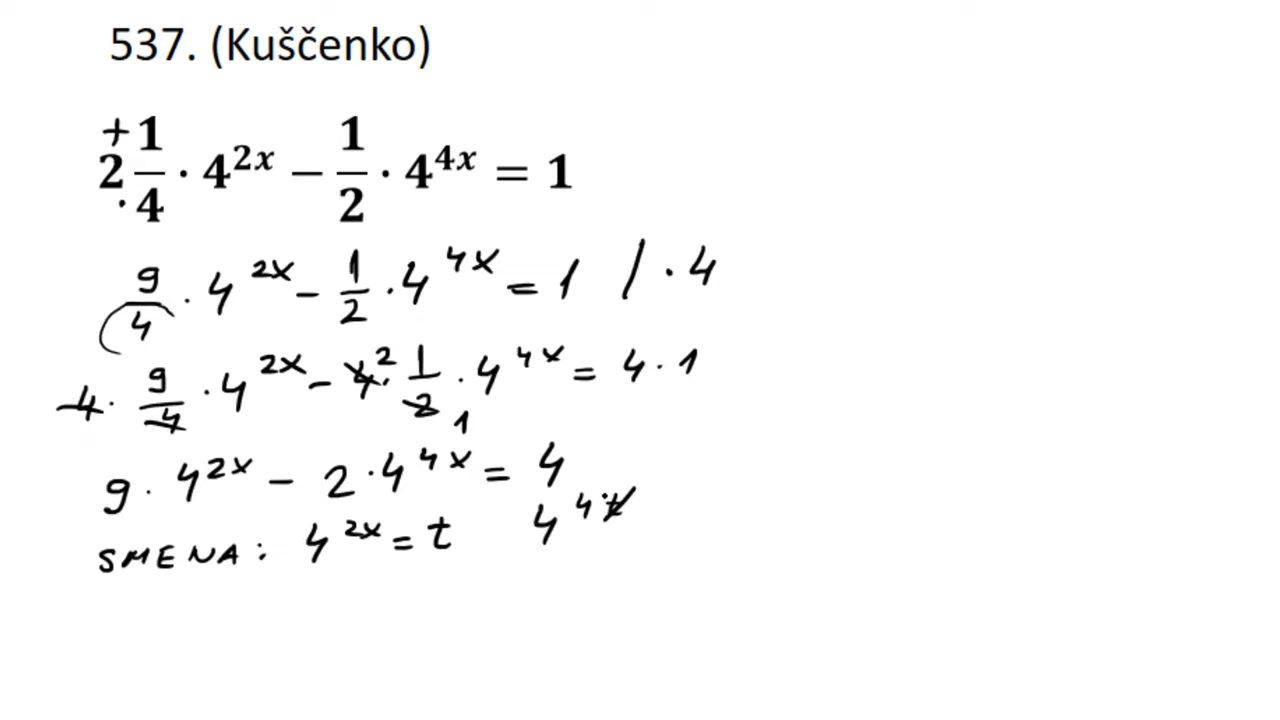 537. (Kuščenko)
2 1/4 · 4^{2x} − 1/2 · 4^{4x} = 1
+ ·
9/4 · 4^{2x} − 1/2 · 4^{4x} = 1 / · 4
4 · 9/4 · 4^{2x} − 4 2 · 1/2 1 · 4^{4x} = 4 · 1
9 · 4^{2x} − 2 · 4^{4x} = 4
SMENA: 4^{2x} = t 4^{4x}